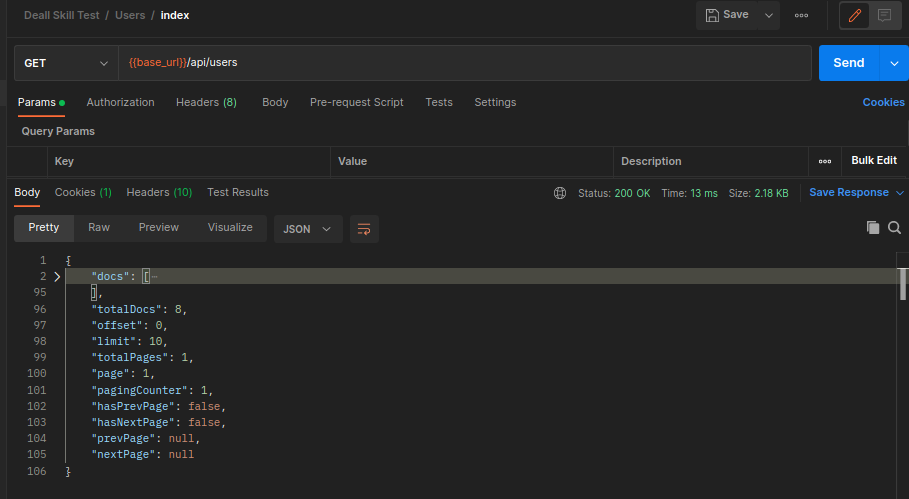 Deall Skill Test / Users / index
Save
GET {{base_url}}/api/users Send
Params Authorization Headers (8) Body Pre-request Script Tests Settings Cookies
Query Params
Key Value Description Bulk Edit
Body Cookies (1) Headers (10) Test Results Status: 200 OK Time: 13 ms Size: 2.18 KB Save Response
Pretty Raw Preview Visualize JSON
1 {
2 "docs": [⋯
95 ],
96 "totalDocs": 8,
97 "offset": 0,
98 "limit": 10,
99 "totalPages": 1,
100 "page": 1,
101 "pagingCounter": 1,
102 "hasPrevPage": false,
103 "hasNextPage": false,
104 "prevPage": null,
105 "nextPage": null
106 }